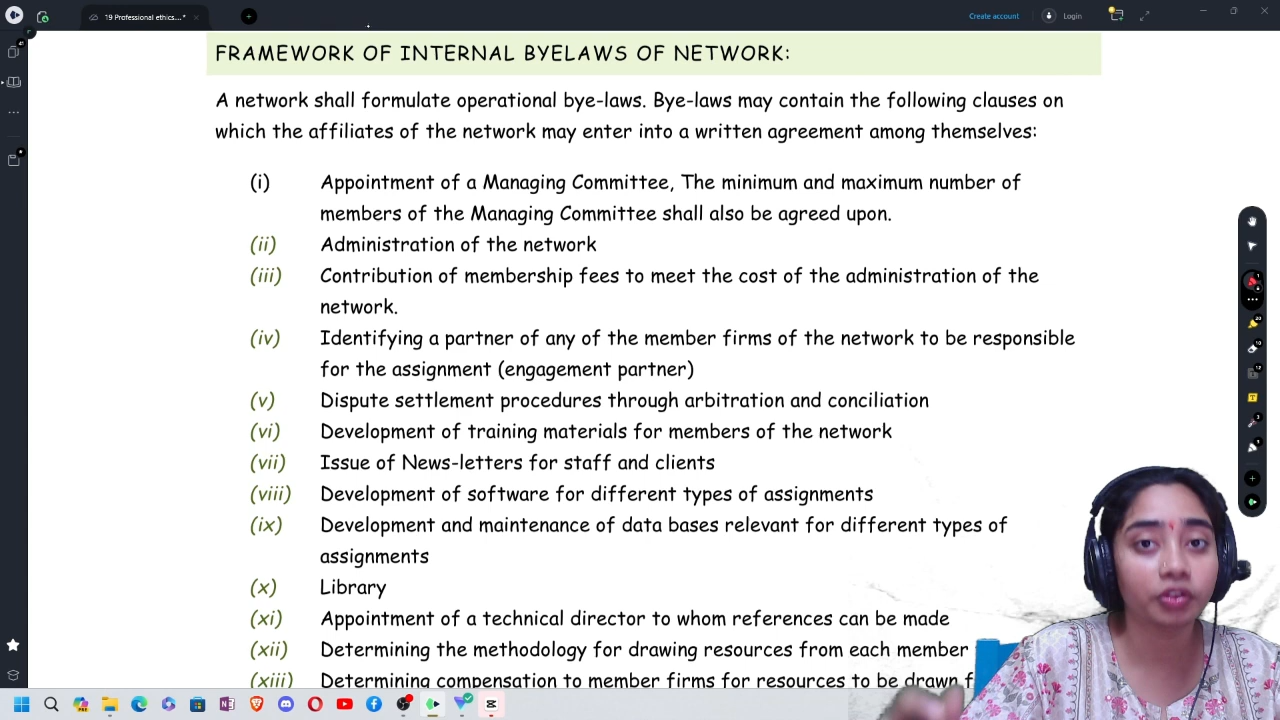 19 Professional ethics....*
Create account
Login
FRAMEWORK OF INTERNAL BYELAWS OF NETWORK:
A network shall formulate operational bye-laws. Bye-laws may contain the following clauses on
which the affiliates of the network may enter into a written agreement among themselves:
(i) Appointment of a Managing Committee, The minimum and maximum number of
members of the Managing Committee shall also be agreed upon.
(ii) Administration of the network
(iii) Contribution of membership fees to meet the cost of the administration of the
network.
(iv) Identifying a partner of any of the member firms of the network to be responsible
for the assignment (engagement partner)
(v) Dispute settlement procedures through arbitration and conciliation
(vi) Development of training materials for members of the network
(vii) Issue of News-letters for staff and clients
(viii) Development of software for different types of assignments
(ix) Development and maintenance of data bases relevant for different types of
assignments
(x) Library
(xi) Appointment of a technical director to whom references can be made
(xii) Determining the methodology for drawing resources from each member
(xiii) Determining compensation to member firms for resources to be drawn f